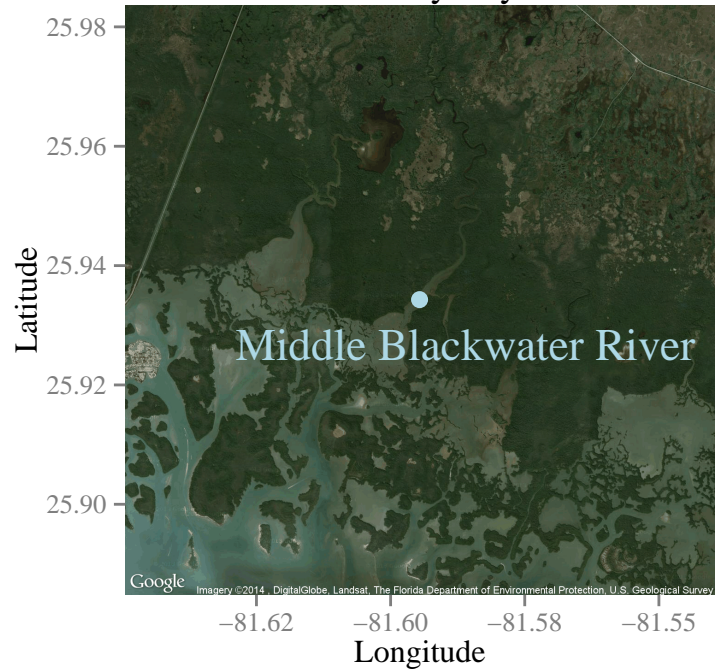 25.98
25.96
25.94
25.92
25.90
Latitude
Middle Blackwater River
Google
Imagery ©2014 , DigitalGlobe, Landsat, The Florida Department of Environmental Protection, U.S. Geological Survey
−81.62
−81.60
−81.58
−81.55
Longitude